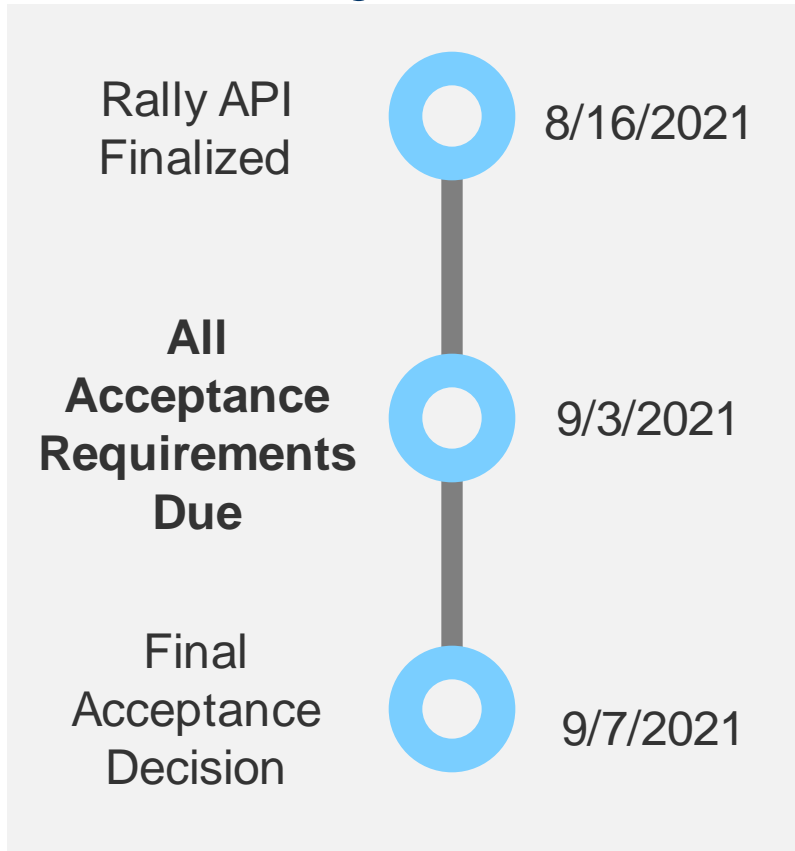 Rally API
Finalized
8/16/2021
All
Acceptance
Requirements
Due
9/3/2021
Final
Acceptance
Decision
9/7/2021